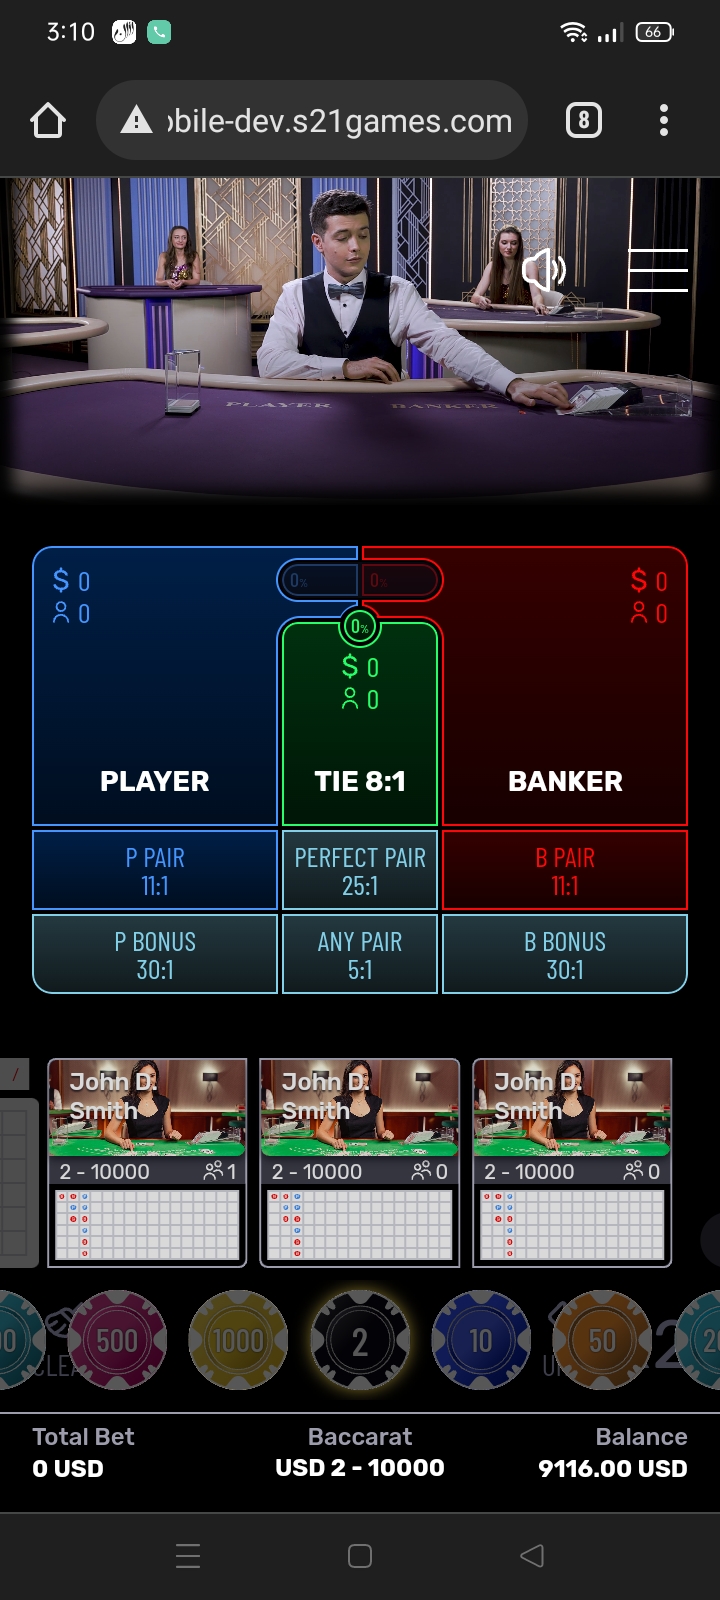 3:10
66
obile-dev.s21games.com
8
PLAYER BANKER
$ 0
0
0%
0%
$ 0
0
0%
$ 0
0
PLAYER
TIE 8:1
BANKER
P PAIR
11:1
PERFECT PAIR
25:1
B PAIR
11:1
P BONUS
30:1
ANY PAIR
5:1
B BONUS
30:1
John D.
Smith
2 - 10000
1
John D.
Smith
2 - 10000
0
John D.
Smith
2 - 10000
0
500
1000
2
10
50
Total Bet
0 USD
Baccarat
USD 2 - 10000
Balance
9116.00 USD